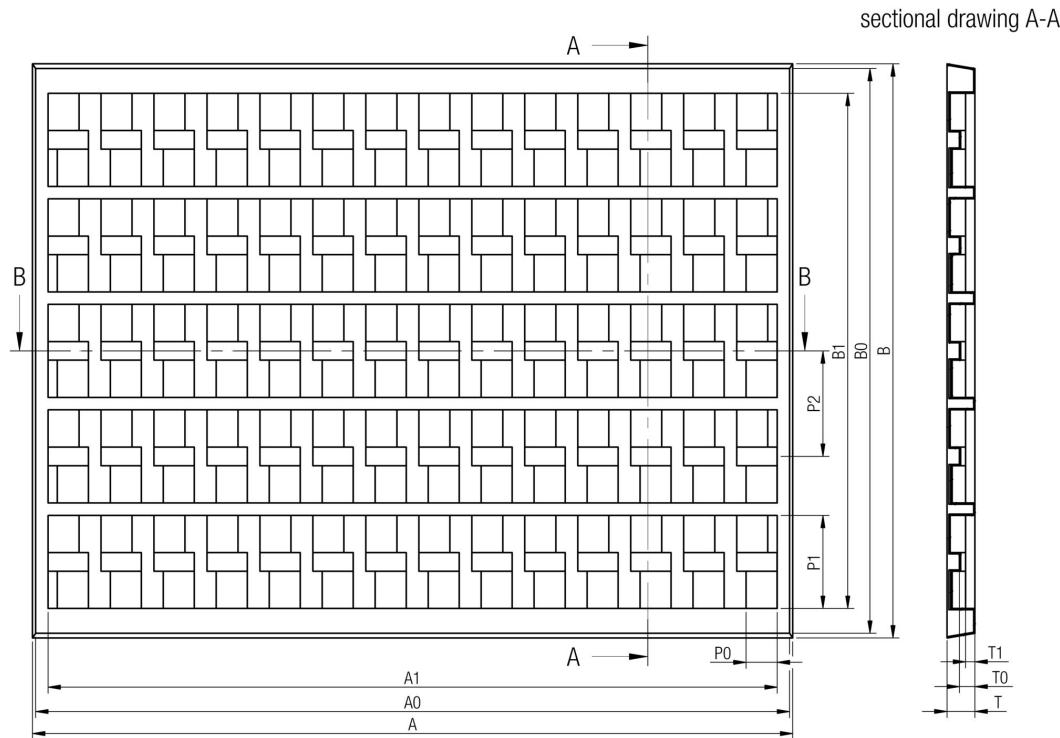 sectional drawing A-A
A
B
B
B1
B0
B
P2
P1
A
P0
T1
A1
T0
A0
T
A